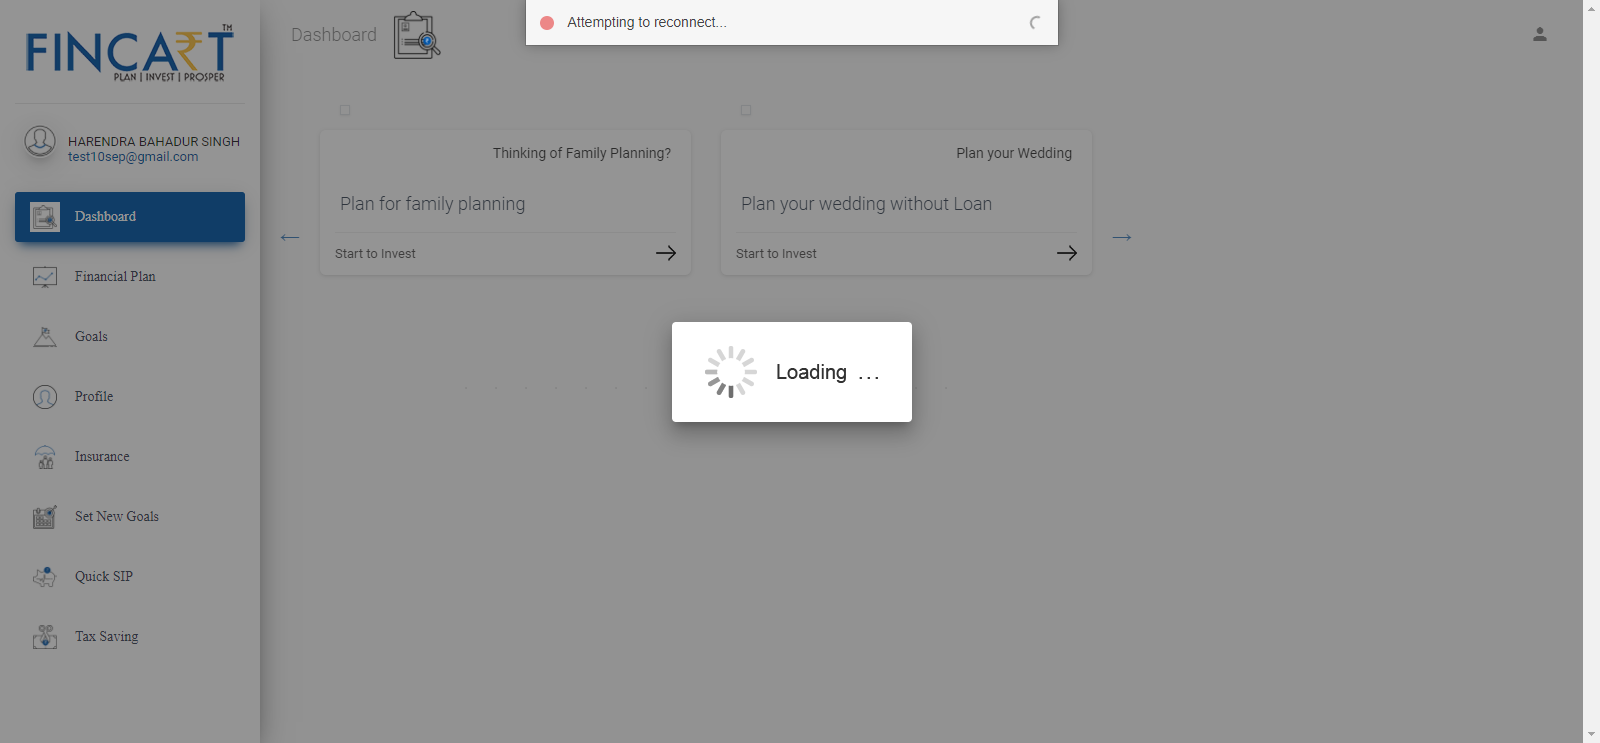 FINCART™
PLAN | INVEST | PROSPER
HARENDRA BAHADUR SINGH
test10sep@gmail.com
Dashboard
Financial Plan
Goals
Profile
Insurance
Set New Goals
Quick SIP
Tax Saving
Dashboard
Attempting to reconnect...
Thinking of Family Planning?
Plan for family planning
Start to Invest
Plan your Wedding
Plan your wedding without Loan
Start to Invest
Loading ...